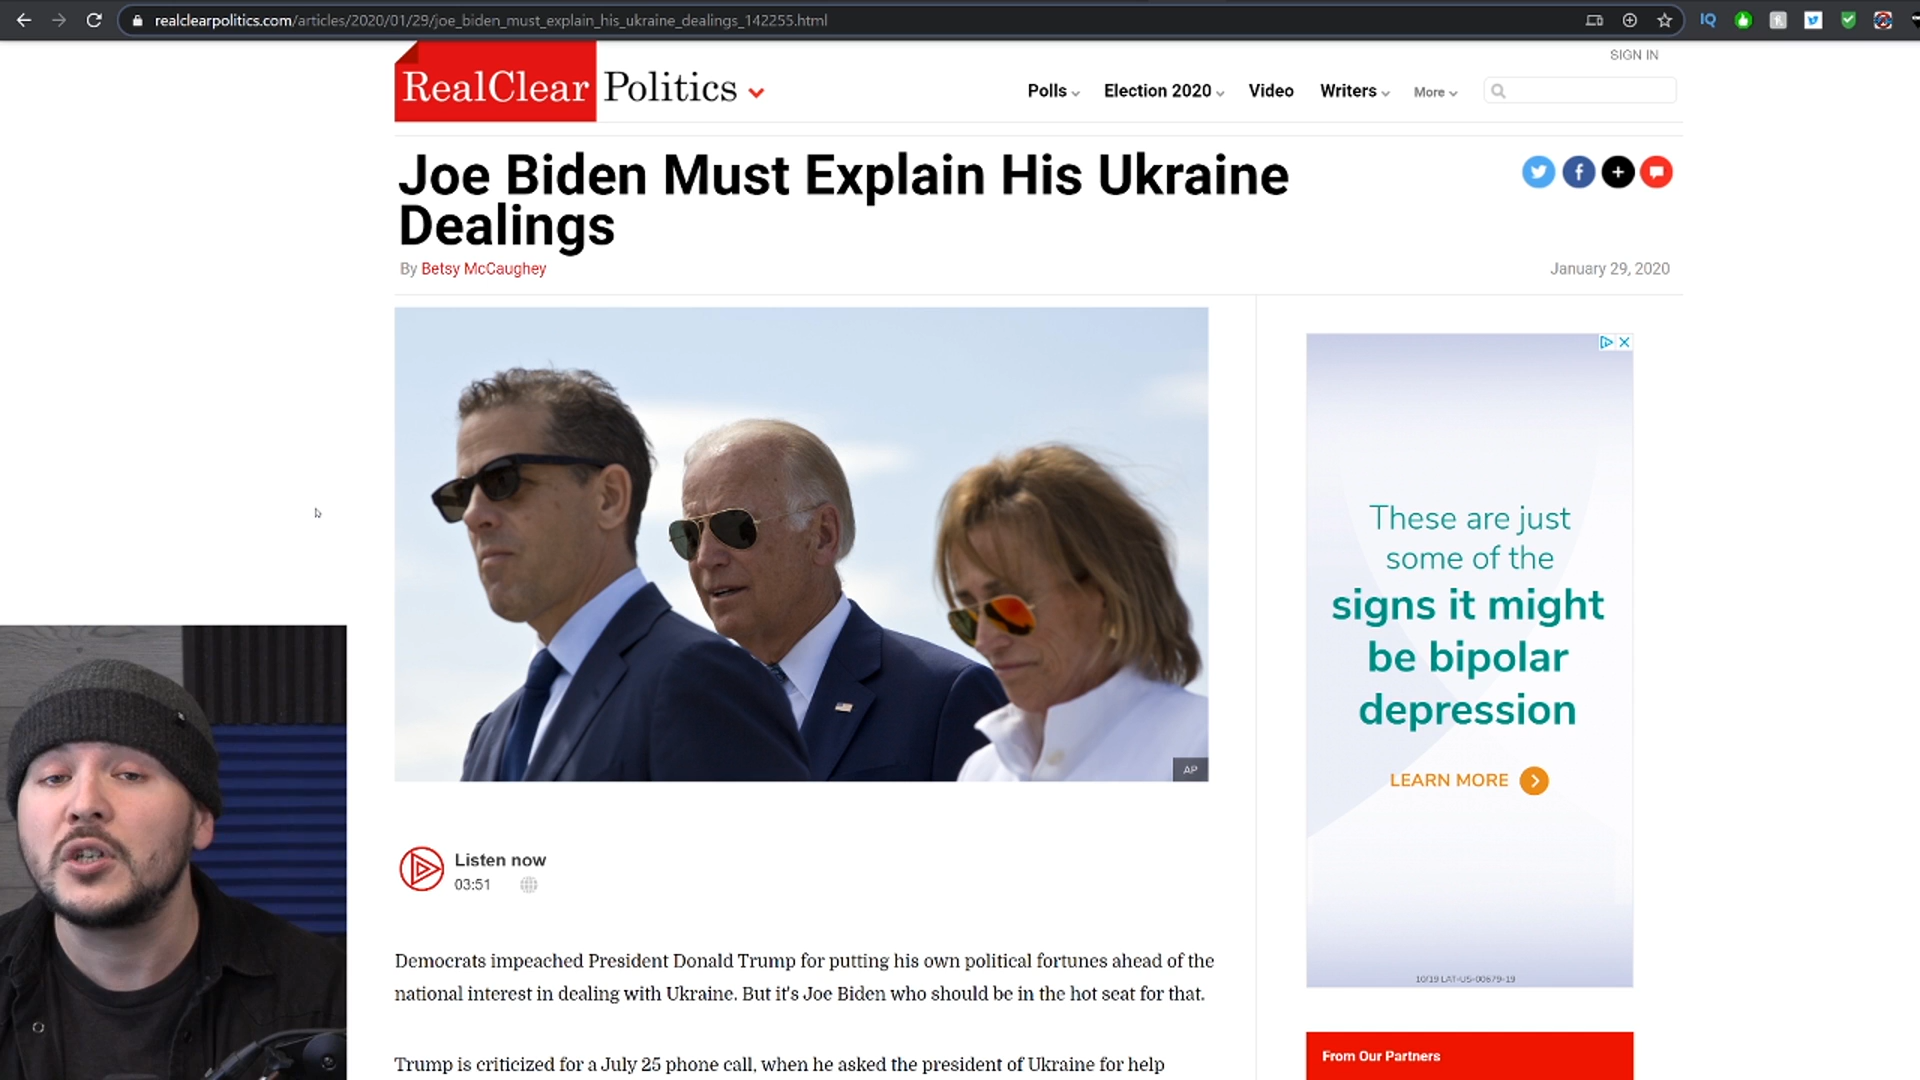 realclearpolitics.com/articles/2020/01/29/joe_biden_must_explain_his_ukraine_dealings_142255.html
IQ
SIGN IN
RealClear Politics
Polls
Election 2020
Video
Writers
More
Joe Biden Must Explain His Ukraine
Dealings
By Betsy McCaughey
January 29, 2020
AP
These are just
some of the
signs it might
be bipolar
depression
LEARN MORE
10/19 LAT-US-00679-19
Listen now
03:51
Democrats impeached President Donald Trump for putting his own political fortunes ahead of the
national interest in dealing with Ukraine. But it's Joe Biden who should be in the hot seat for that.
Trump is criticized for a July 25 phone call, when he asked the president of Ukraine for help
From Our Partners